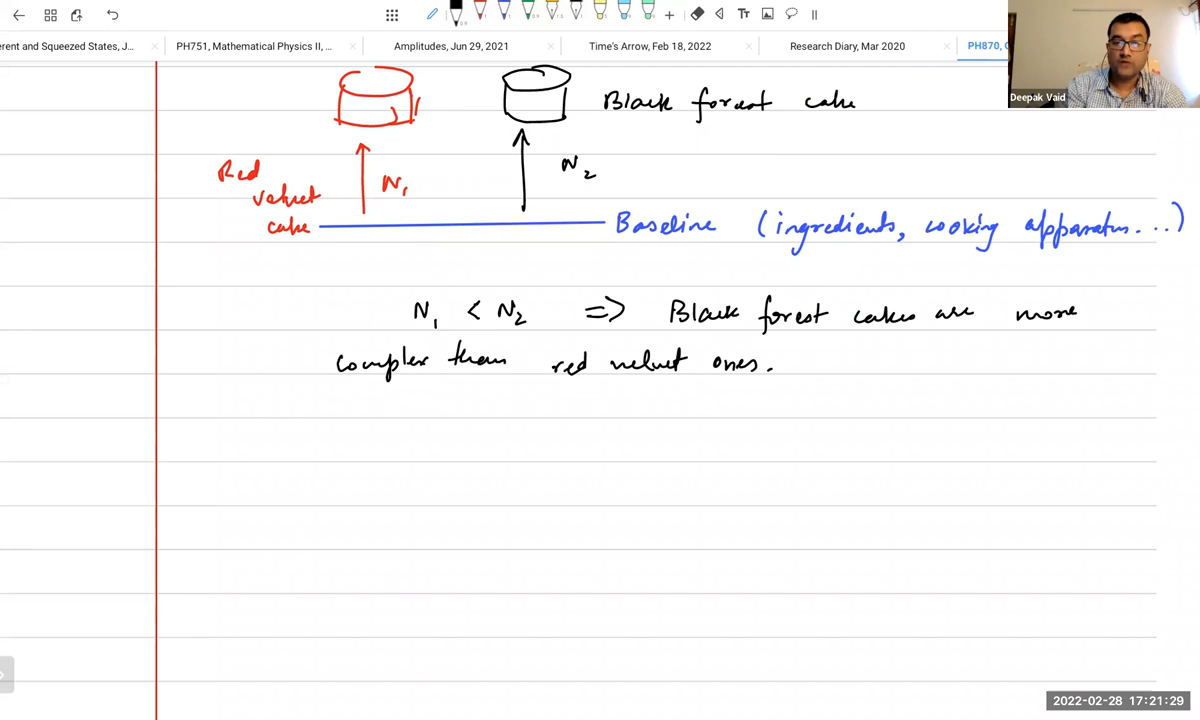 erent and Squeezed States, J...
PH751, Mathematical Physics II, ...
Amplitudes, Jun 29, 2021
Time's Arrow, Feb 18, 2022
Research Diary, Mar 2020
PH870,
Deepak Vaid
Black forest cake
Red velvet cake
N1
N2
Baseline (ingredients, cooking apparatus...)
N1 < N2 => Black forest cakes are more
complex than red velvet ones.
2022-02-28 17:21:29